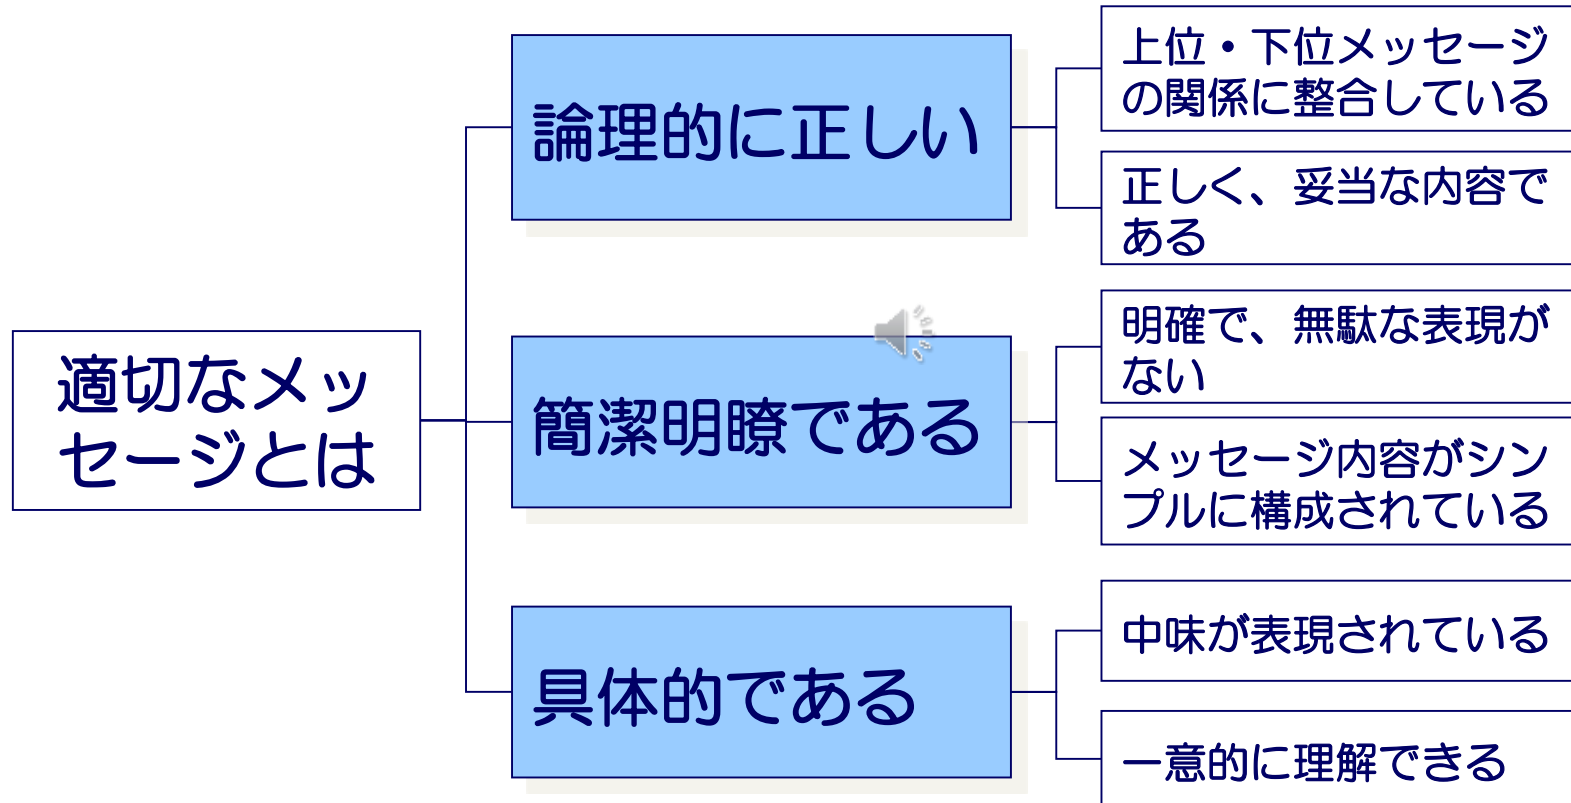 適切なメッ
セージとは
論理的に正しい
上位・下位メッセージ
の関係に整合している
正しく、妥当な内容で
ある
簡潔明瞭である
明確で、無駄な表現が
ない
メッセージ内容がシン
プルに構成されている
具体的である
中味が表現されている
一意的に理解できる